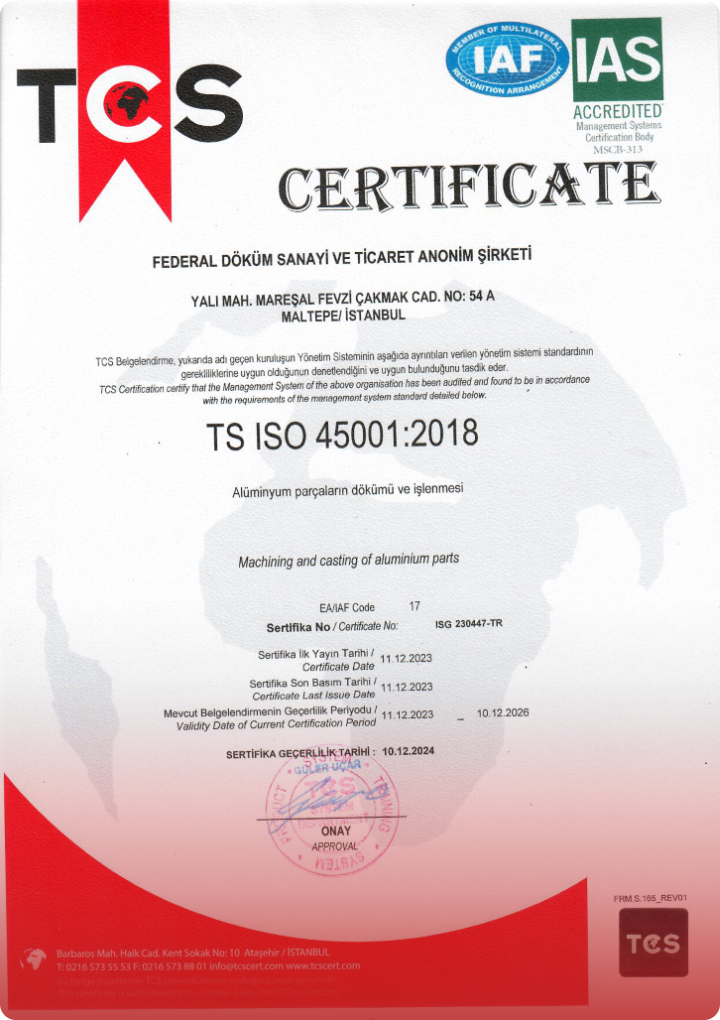 TCS
MEMBER OF MULTILATERAL
IAF
RECOGNITION ARRANGEMENT
IAS
ACCREDITED
Management Systems
Certification Body
MSCB-313
CERTIFICATE
FEDERAL DÖKÜM SANAYİ VE TİCARET ANONİM ŞİRKETİ
YALI MAH. MAREŞAL FEVZİ ÇAKMAK CAD. NO: 54 A
MALTEPE/ İSTANBUL
TCS Belgelendirme, yukarıda adı geçen kuruluşun Yönetim Sisteminin aşağıda ayrıntıları verilen yönetim sistemi standardının
gerekliliklerine uygun olduğunun denetlendiğini ve uygun bulunduğunu tasdik eder.
TCS Certification certify that the Management System of the above organisation has been audited and found to be in accordance
with the requirements of the management system standard detailed below.
TS ISO 45001:2018
Alüminyum parçaların dökümü ve işlenmesi
Machining and casting of aluminium parts
EA/IAF Code 17
Sertifika No / Certificate No: ISG 230447-TR
Sertifika İlk Yayın Tarihi / 11.12.2023
Certificate Date
Sertifika Son Basım Tarihi / 11.12.2023
Certificate Last Issue Date
Mevcut Belgelendirmenin Geçerlilik Periyodu / 11.12.2023 _ 10.12.2026
Validity Date of Current Certification Period
SERTİFİKA GEÇERLİLİK TARİHİ : 10.12.2024
SYSTEM
GÜLER UÇAR
PRODUCT
TRAINING
TCS
SYSTEM
ONAY
APPROVAL
SYSTEM
FRM.S.185_REV01
TCS
Barbaros Mah. Halk Cad. Kent Sokak No: 10 Ataşehir / İSTANBUL
T: 0216 573 55 53 F: 0216 573 88 01 info@tcscert.com www.tcscert.com